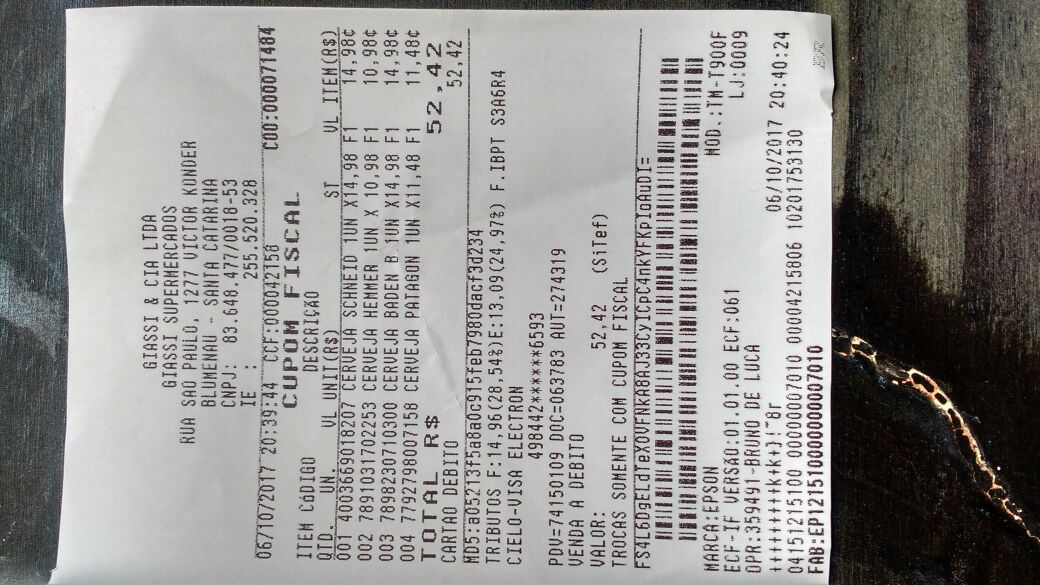 GIASSI & CIA LTDA
GIASSI SUPERMERCADOS
RUA SAO PAULO, 1277 VICTOR KONDER
BLUMENAU - SANTA CATARINA
CNPJ: 83.648.477/0018-53
IE : 255.520.328
06/10/2017 20:39:44 CCF:000042158 COO:000071484
CUPOM FISCAL
ITEM CóDIGO DESCRIçãO
QTD. UN. VL UNIT(R$) ST VL ITEM(R$)
001 4003669018207 CERVEJA SCHNEID 1UN X14,98 F1 14,98¢
002 7891031702253 CERVEJA HEMMER 1UN X 10,98 F1 10,98¢
003 7898230710300 CERVEJA BADEN B 1UN X14,98 F1 14,98¢
004 7792798007158 CERVEJA PATAGON 1UN X11,48 F1 11,48¢
TOTAL R$ 52,42
CARTAO DEBITO 52,42
MD5:a05213f5a8a0c915feb7980dacf3d234
TRIBUTOS F:14,96(28,54%)E:13,09(24,97%) F.IBPT S3A6R4
CIELO-VISA ELECTRON
498442******6593
PDV=74150109 DOC=063783 AUT=274319
VENDA A DEBITO
VALOR: 52,42 (SiTef)
TROCAS SOMENTE COM CUPOM FISCAL
FS4L6DgELdTeXOVFNkA8AJ33CyICpC4nkYFKpIoAuDI=
MARCA:EPSON MOD.:TM-T900F
ECF-IF VERSãO:01.01.00 ECF:061 LJ:0009
OPR:359491-BRUNO DE LUCA
+++++++++k+k+}!~8r 06/10/2017 20:40:24
04151215100 00000007010 00004215806 10201753130
FAB:EP121510000000007010 BR